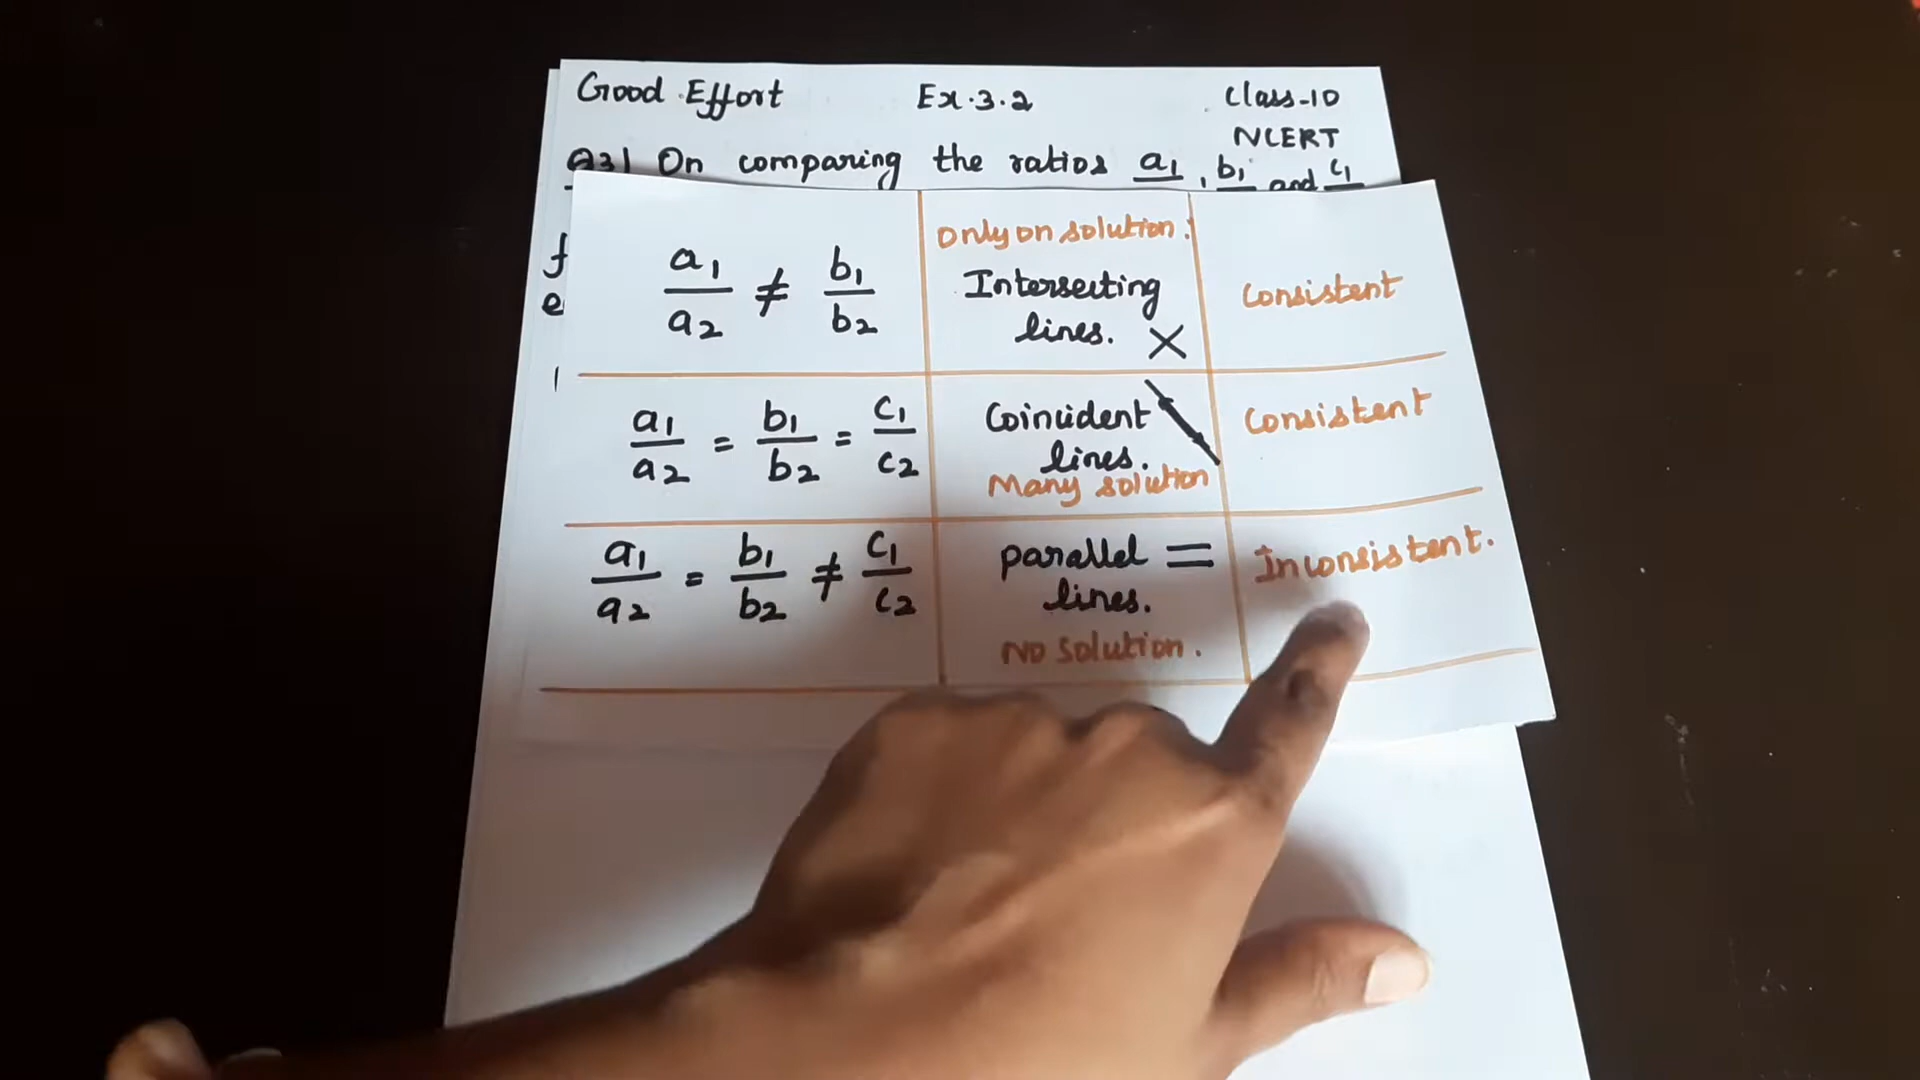 Good Effort Ex.3.2 Class-10
NCERT
Q3) On comparing the ratios a1, b1 and c1
f
e
a1/a2 ≠ b1/b2
Only on solution.
Intersecting
lines.
Consistent
a1/a2 = b1/b2 = c1/c2
Coincident
lines.
Many solution
Consistent
a1/a2 = b1/b2 ≠ c1/c2
parallel
lines.
No solution.
Inconsistent.